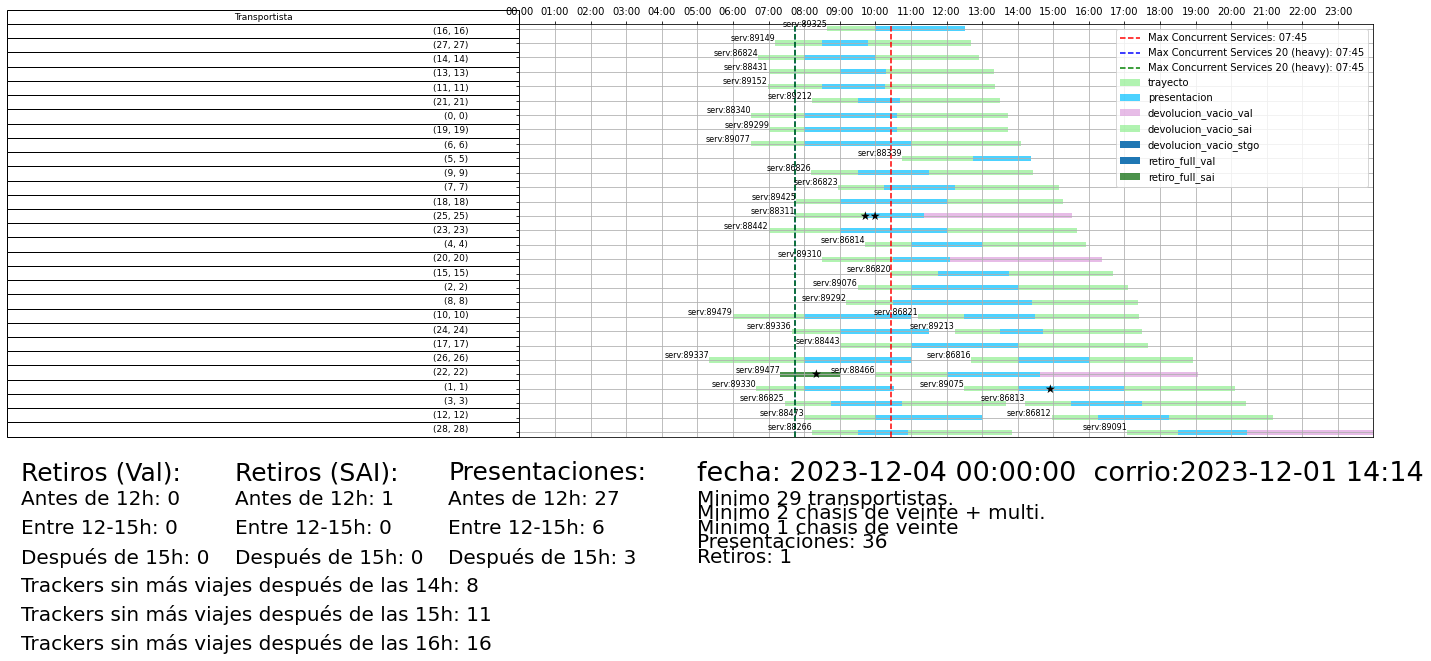 Transportista
00:00 01:00 02:00 03:00 04:00 05:00 06:00 07:00 08:00 09:00 10:00 11:00 12:00 13:00 14:00 15:00 16:00 17:00 18:00 19:00 20:00 21:00 22:00 23:00
(16, 16) serv:89325
(27, 27) serv:89149
(14, 14) serv:86824
(13, 13) serv:88431
(11, 11) serv:89152
(21, 21) serv:89212
(0, 0) serv:88340
(19, 19) serv:89299
(6, 6) serv:89077
(5, 5) serv:88339
(9, 9) serv:86826
(7, 7) serv:86823
(18, 18) serv:89425
(25, 25) serv:88311
(23, 23) serv:88442
(4, 4) serv:86814
(20, 20) serv:89310
(15, 15) serv:86820
(2, 2) serv:89076
(8, 8) serv:89292
(10, 10) serv:89479 serv:86821
(24, 24) serv:89336 serv:89213
(17, 17) serv:88443
(26, 26) serv:89337 serv:86816
(22, 22) serv:89477 serv:88466
(1, 1) serv:89330 serv:89075
(3, 3) serv:86825 serv:86813
(12, 12) serv:88473 serv:86812
(28, 28) serv:88266 serv:89091
Max Concurrent Services: 07:45
Max Concurrent Services 20 (heavy): 07:45
Max Concurrent Services 20 (heavy): 07:45
trayecto
presentacion
devolucion_vacio_val
devolucion_vacio_sai
devolucion_vacio_stgo
retiro_full_val
retiro_full_sai
Retiros (Val):
Antes de 12h: 0
Entre 12-15h: 0
Después de 15h: 0
Retiros (SAI):
Antes de 12h: 1
Entre 12-15h: 0
Después de 15h: 0
Presentaciones:
Antes de 12h: 27
Entre 12-15h: 6
Después de 15h: 3
fecha: 2023-12-04 00:00:00 corrio:2023-12-01 14:14
Minimo 29 transportistas.
Minimo 2 chasis de veinte + multi.
Minimo 1 chasis de veinte
Presentaciones: 36
Retiros: 1
Trackers sin más viajes después de las 14h: 8
Trackers sin más viajes después de las 15h: 11
Trackers sin más viajes después de las 16h: 16